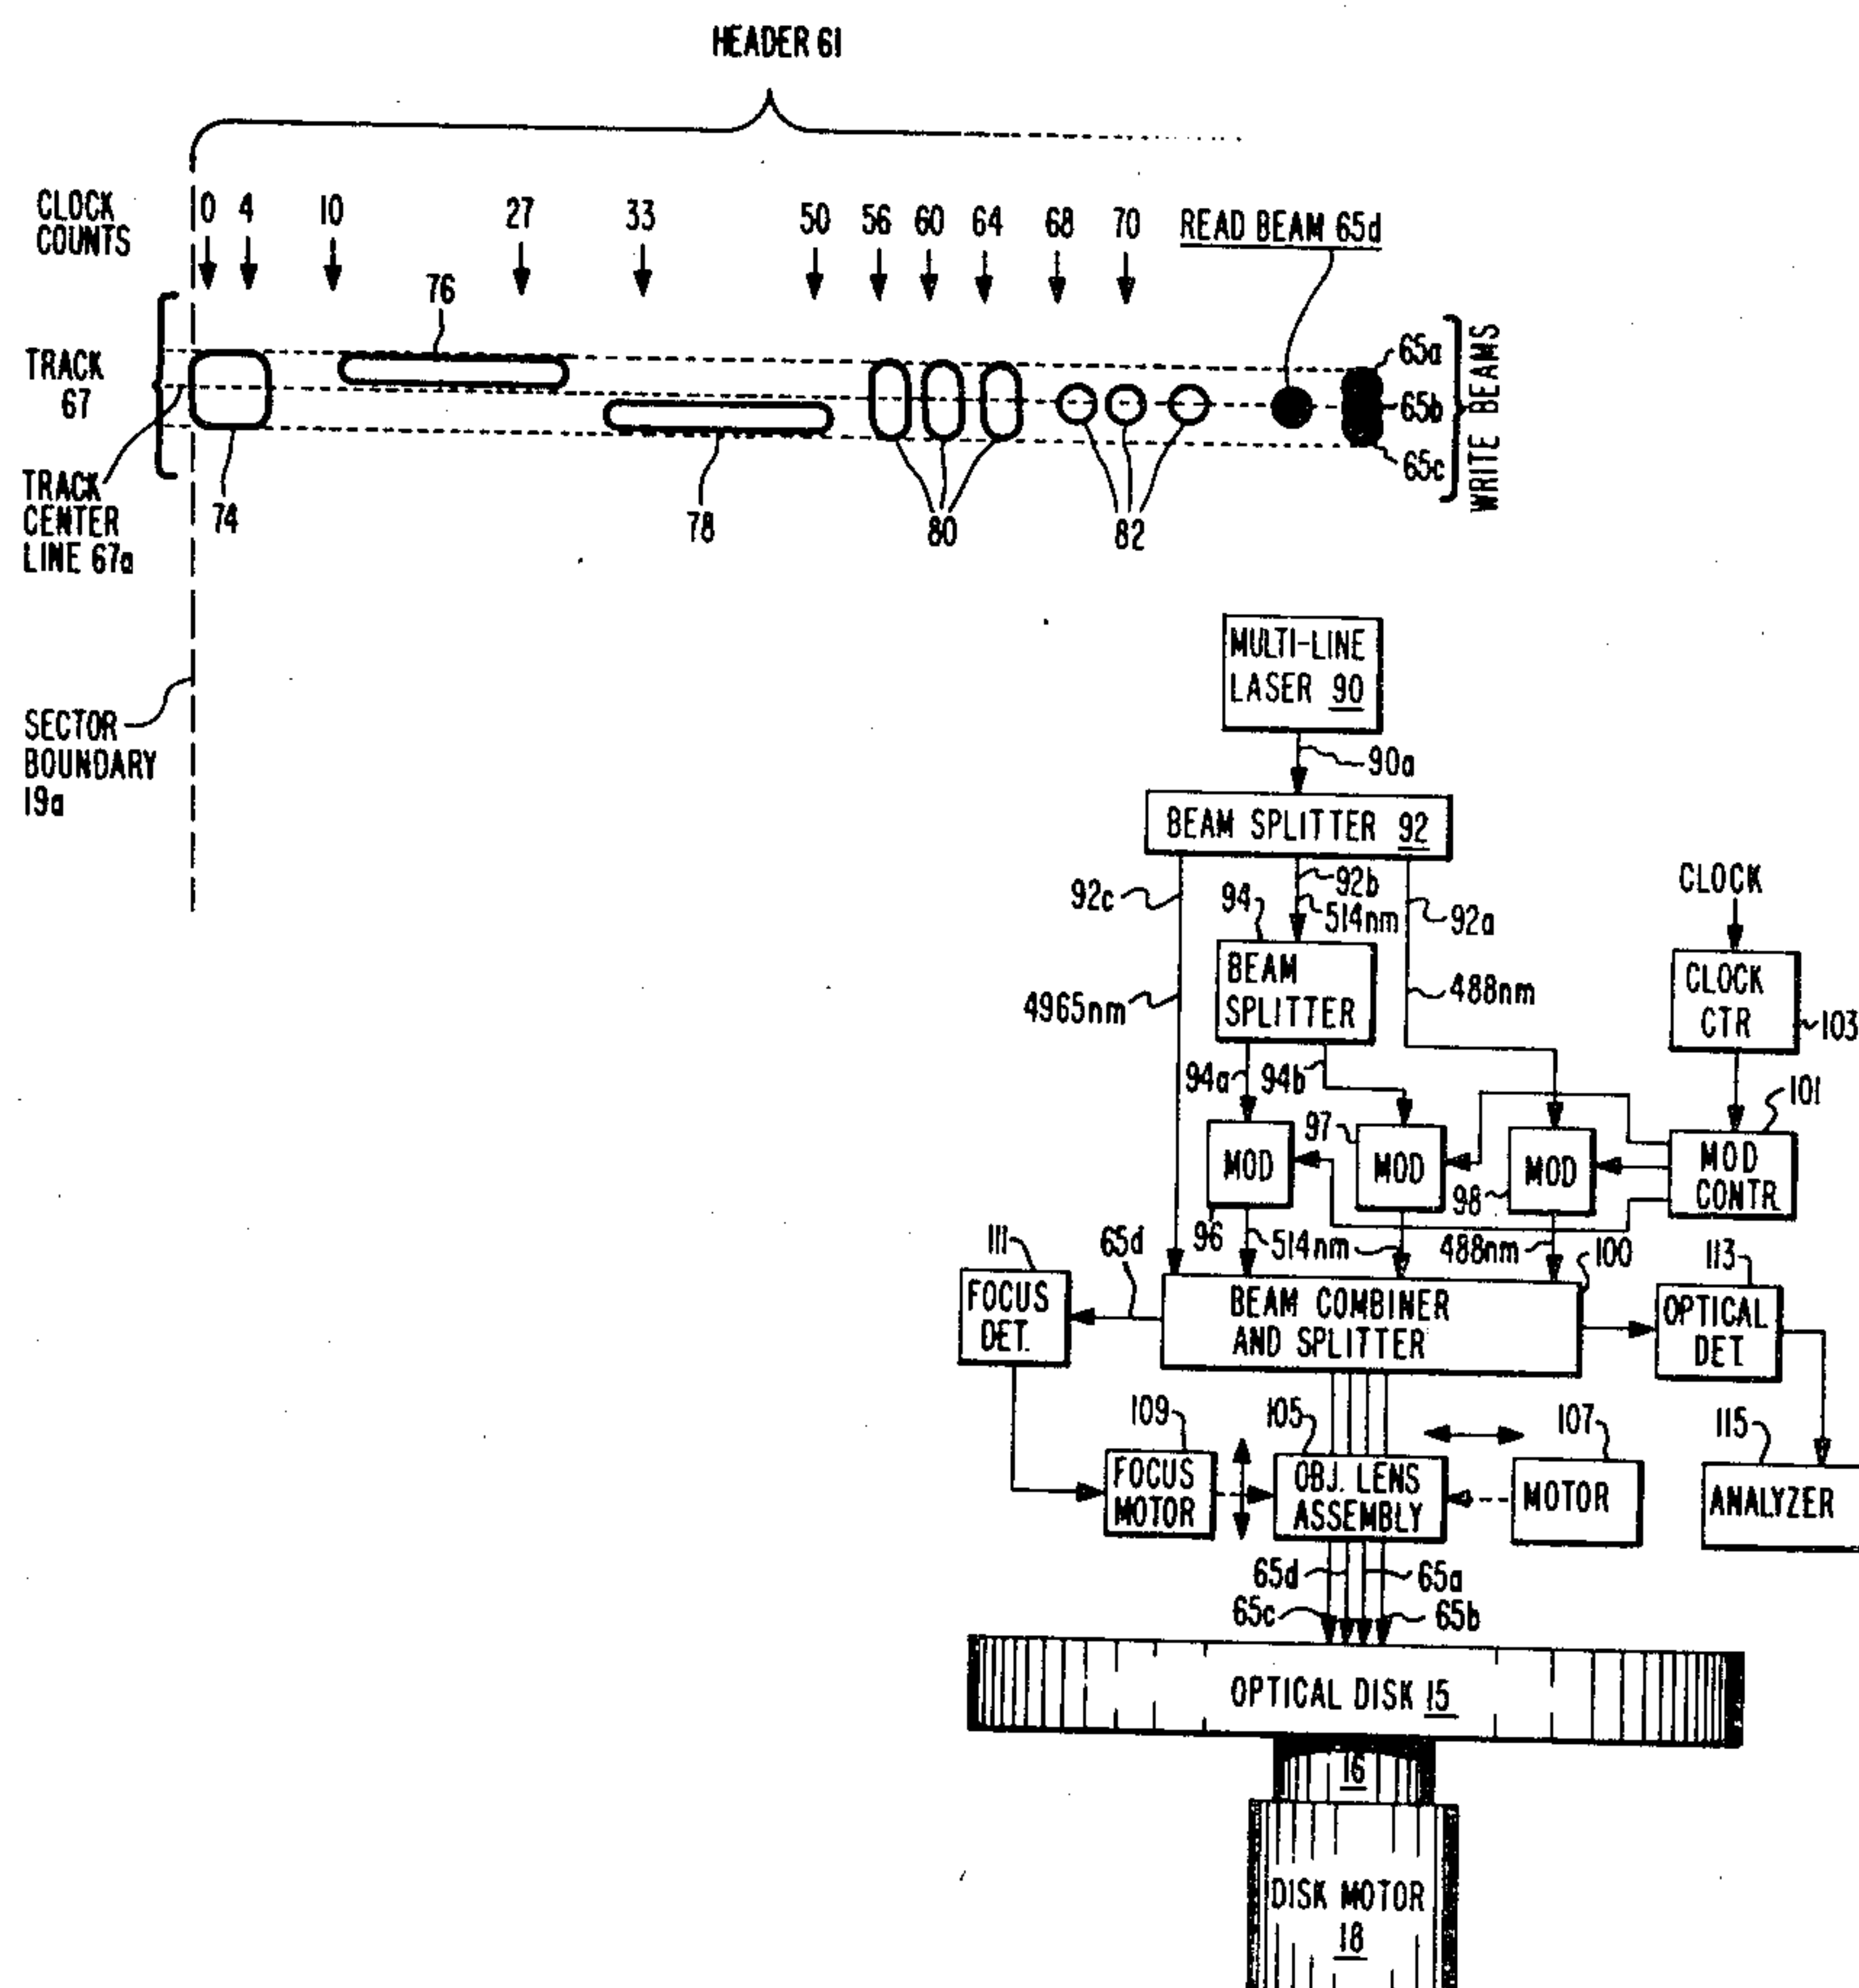 HEADER 61
CLOCK COUNTS
0 4 10 27 33 50 56 60 64 68 70
READ BEAM 65d
76
TRACK 67
65a
65b
65c
WRITE BEAMS
TRACK CENTER LINE 67a
74
78
80
82
SECTOR BOUNDARY 19a
MULTI-LINE LASER 90
90a
BEAM SPLITTER 92
92c
92b
514nm
92a
94
BEAM SPLITTER
4965nm
488nm
CLOCK
CLOCK CTR
103
94a
94b
101
97
MOD
MOD
MOD
MOD CONTR.
96
98
514nm
488nm
100
111
65d
113
FOCUS DET.
BEAM COMBINER AND SPLITTER
OPTICAL DET.
109
105
107
115
FOCUS MOTOR
OBJ. LENS ASSEMBLY
MOTOR
ANALYZER
65d
65a
65c
65b
OPTICAL DISK 15
16
DISK MOTOR
18